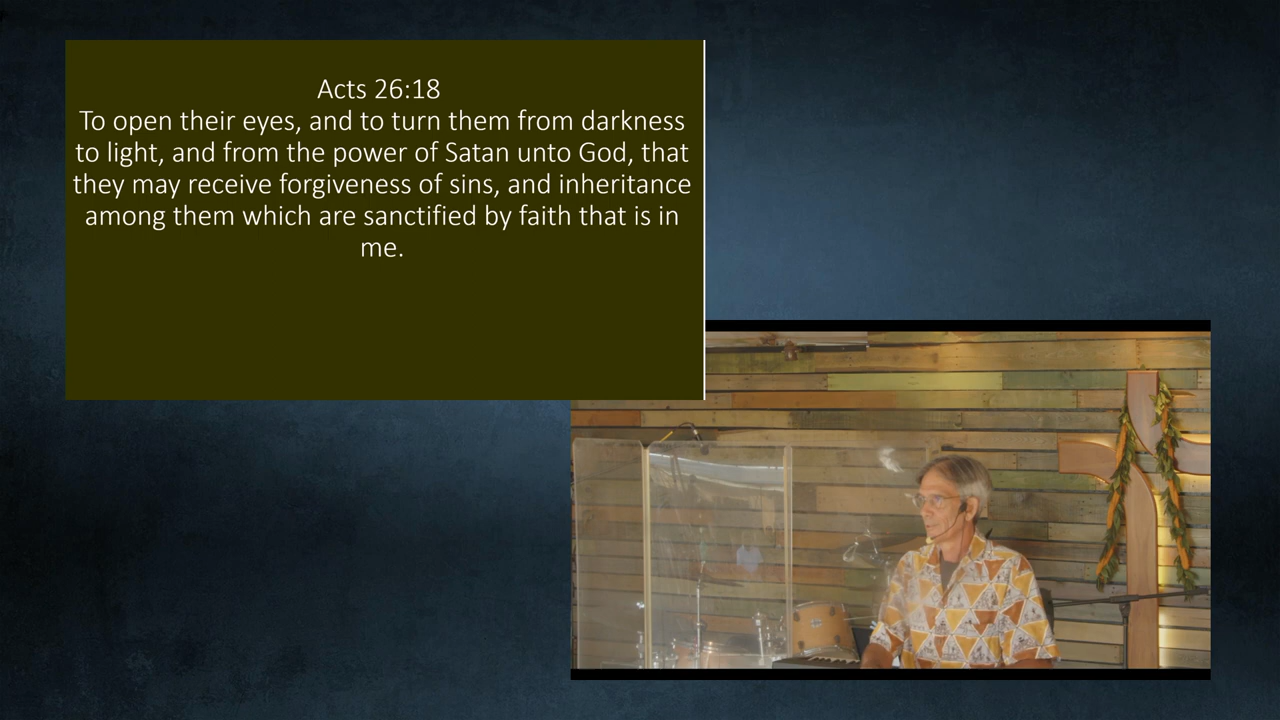 Acts 26:18
To open their eyes, and to turn them from darkness
to light, and from the power of Satan unto God, that
they may receive forgiveness of sins, and inheritance
among them which are sanctified by faith that is in
me.